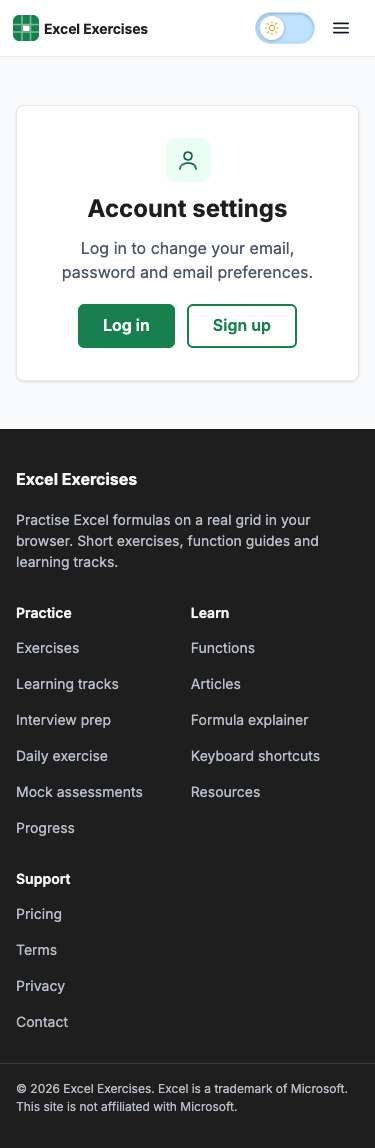 Excel Exercises
Account settings
Log in to change your email,
password and email preferences.
Log in
Sign up
Excel Exercises
Practise Excel formulas on a real grid in your
browser. Short exercises, function guides and
learning tracks.
Practice
Exercises
Learning tracks
Interview prep
Daily exercise
Mock assessments
Progress
Learn
Functions
Articles
Formula explainer
Keyboard shortcuts
Resources
Support
Pricing
Terms
Privacy
Contact
© 2026 Excel Exercises. Excel is a trademark of Microsoft.
This site is not affiliated with Microsoft.